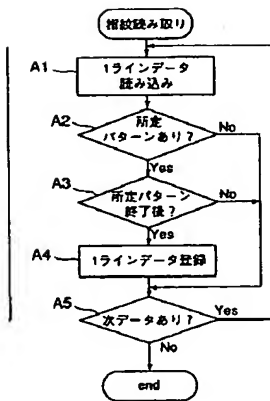 指紋読み取り
A1
1ラインデータ
読み込み
A2
所定
パターンあり?
No
Yes
A3
所定パターン
終了後?
No
Yes
A4
1ラインデータ登録
A5
次データあり?
Yes
No
end